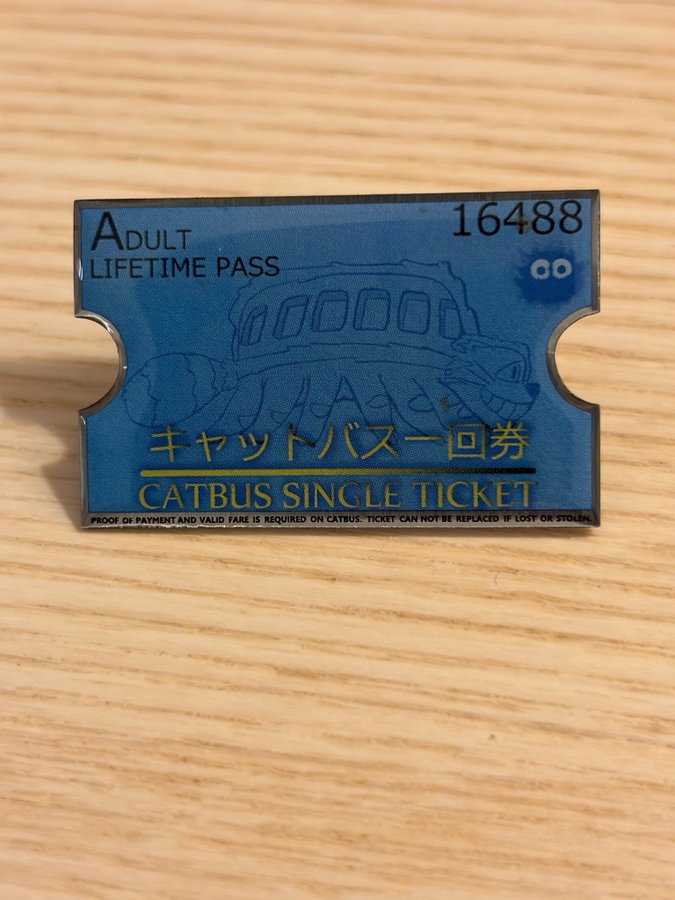 ADULT
16488
LIFETIME PASS
キャットバス一回券
CATBUS SINGLE TICKET
PROOF OF PAYMENT AND VALID FARE IS REQUIRED ON CATBUS. TICKET CAN NOT BE REPLACED IF LOST OR STOLEN.